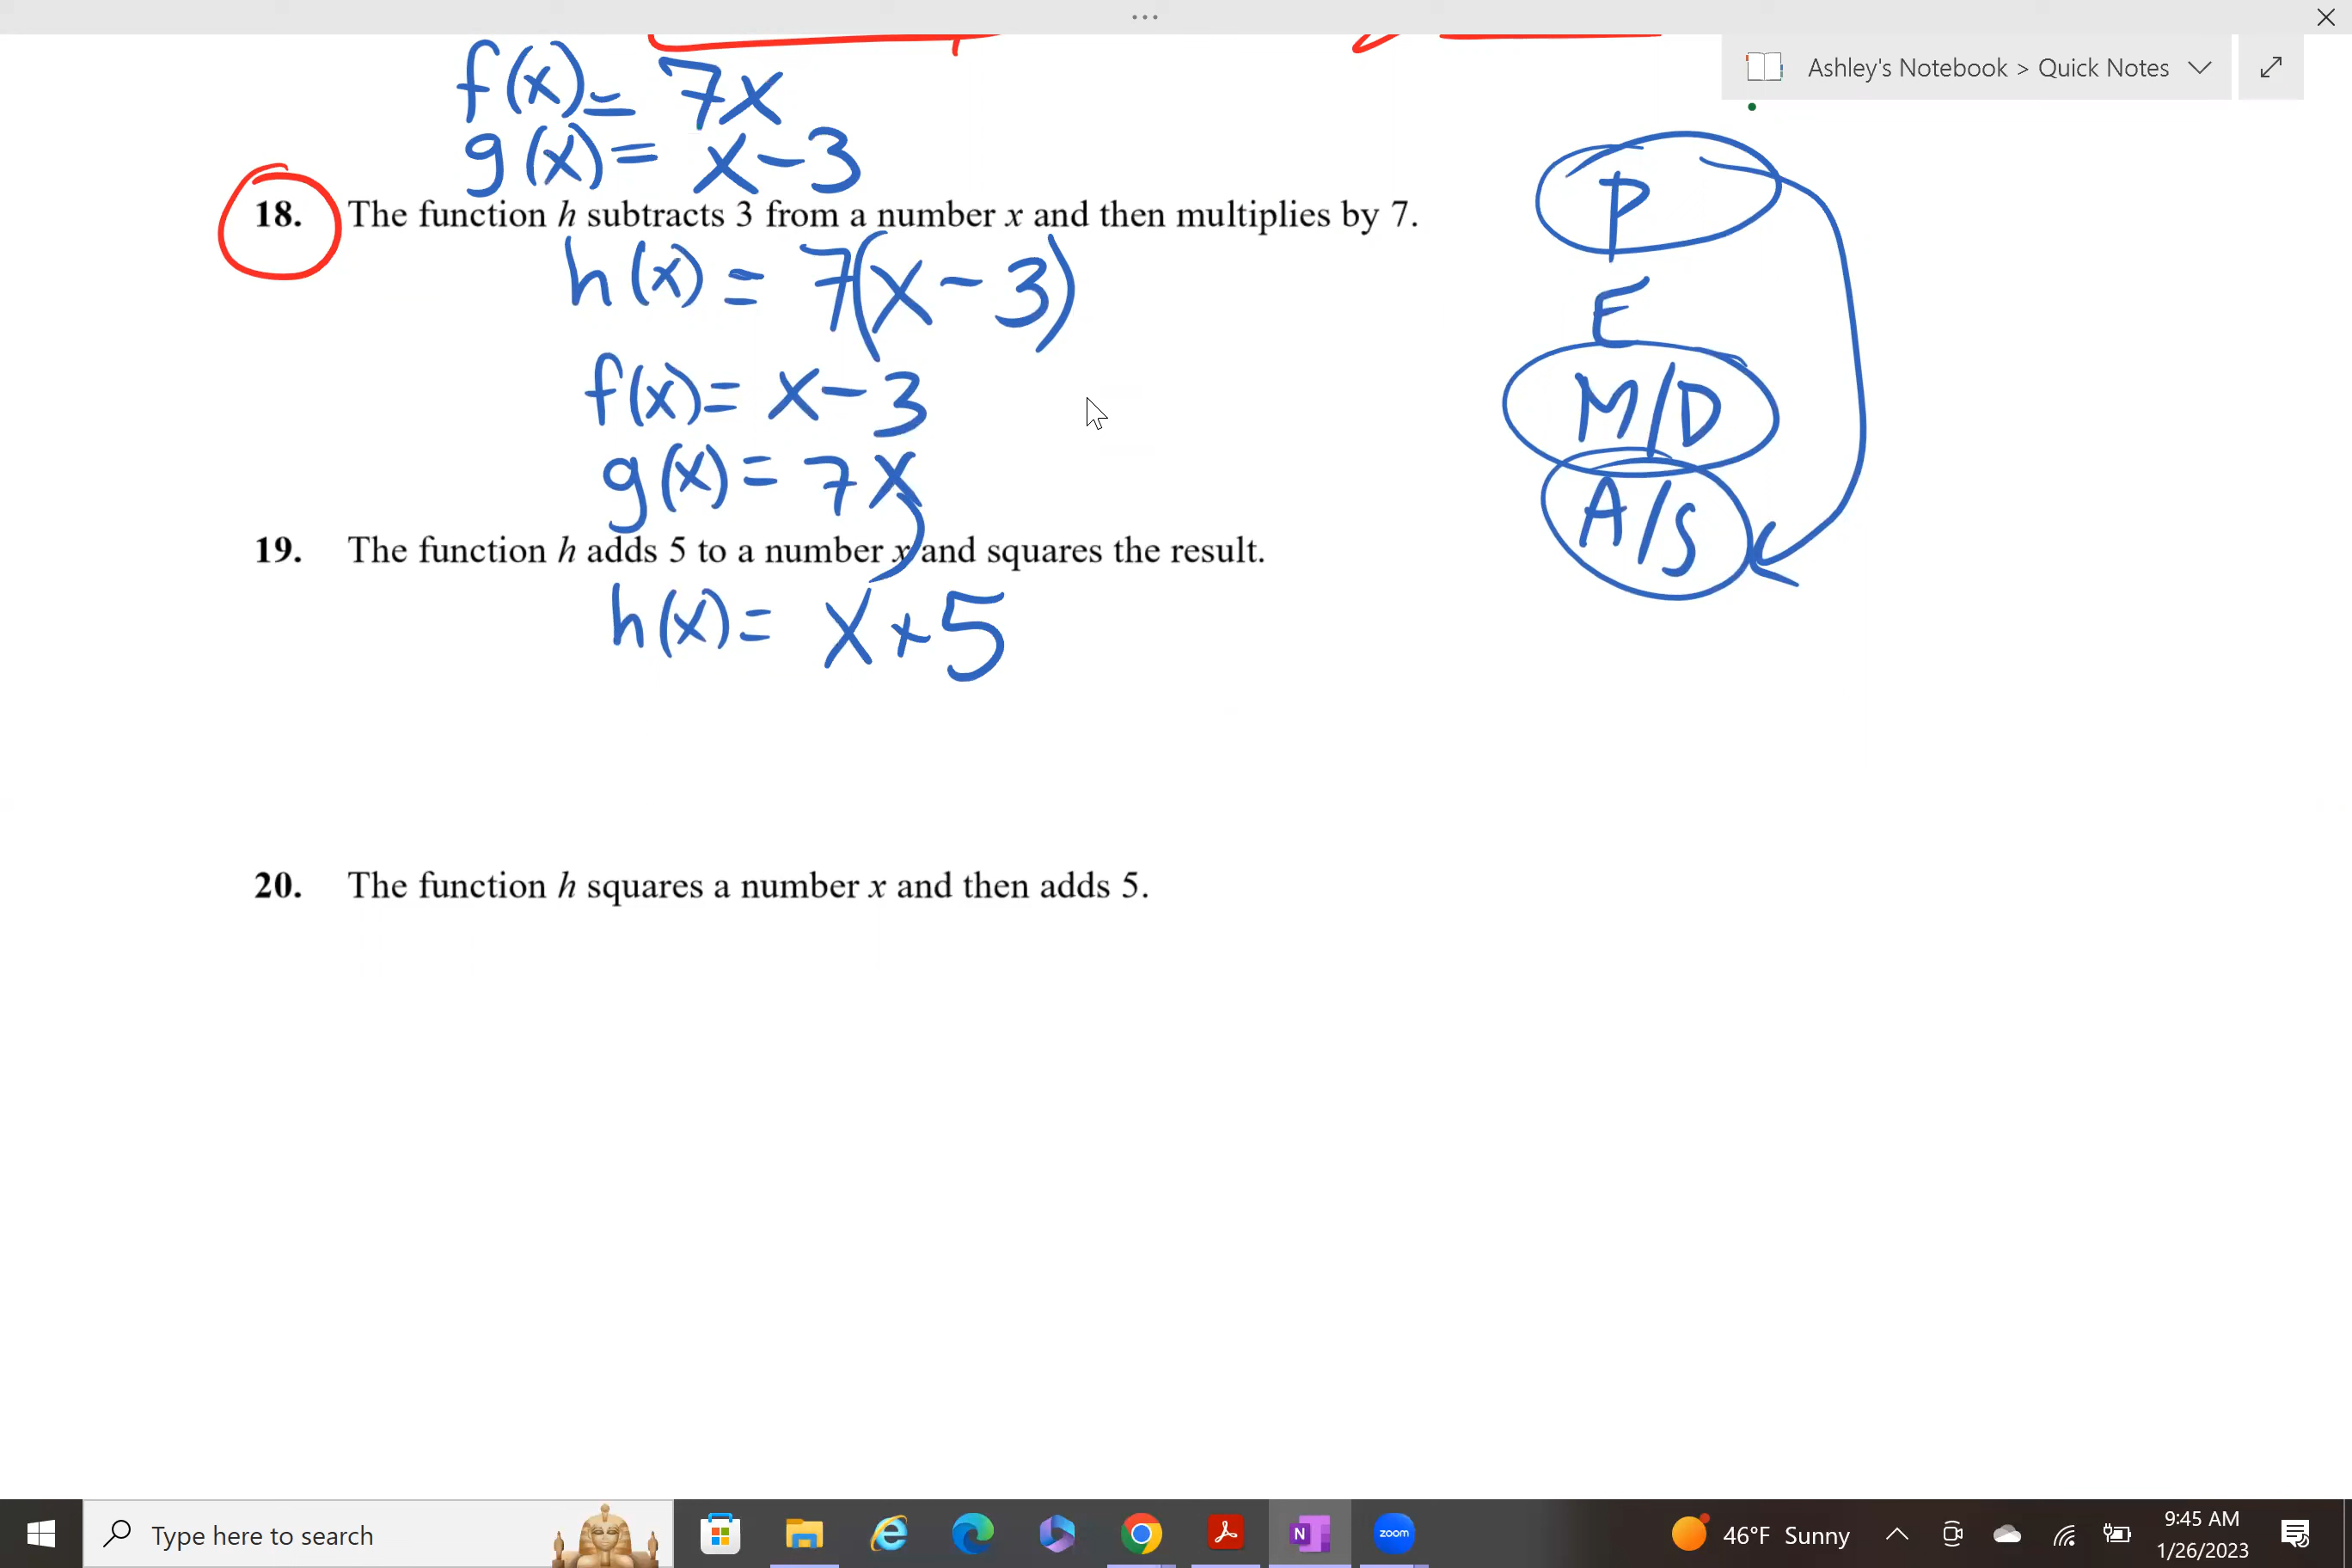 ...
Ashley's Notebook > Quick Notes
f(x) = 7x
g(x) = x - 3
18. The function h subtracts 3 from a number x and then multiplies by 7.
h(x) = 7(x - 3)
f(x) = x - 3
g(x) = 7x
P
E
M/D
A/S
19. The function h adds 5 to a number x and squares the result.
h(x) = x + 5
20. The function h squares a number x and then adds 5.
Type here to search
N
zoom
46°F Sunny
9:45 AM
1/26/2023